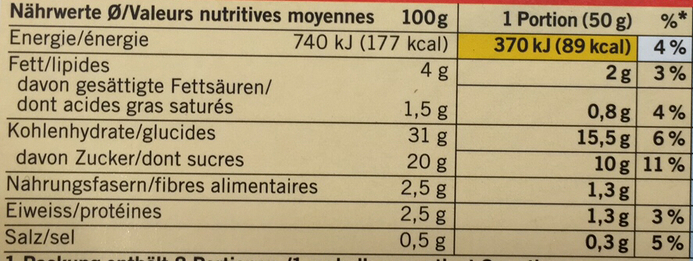 Nährwerte Ø/Valeurs nutritives moyennes 100 g 1 Portion (50 g) %*
Energie/énergie 740 kJ (177 kcal) 370 kJ (89 kcal) 4 %
Fett/lipides 4 g 2 g 3 %
davon gesättigte Fettsäuren/
dont acides gras saturés 1,5 g 0,8 g 4 %
Kohlenhydrate/glucides 31 g 15,5 g 6 %
davon Zucker/dont sucres 20 g 10 g 11 %
Nahrungsfasern/fibres alimentaires 2,5 g 1,3 g
Eiweiss/protéines 2,5 g 1,3 g 3 %
Salz/sel 0,5 g 0,3 g 5 %